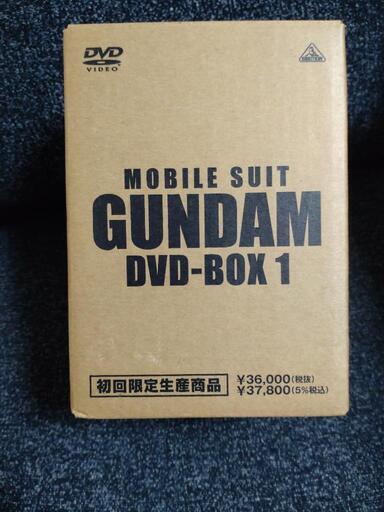 DVD
VIDEO
EMOTION
MOBILE SUIT
GUNDAM
DVD-BOX 1
初回限定生産商品
¥36,000(税抜)
¥37,800(5%税込)